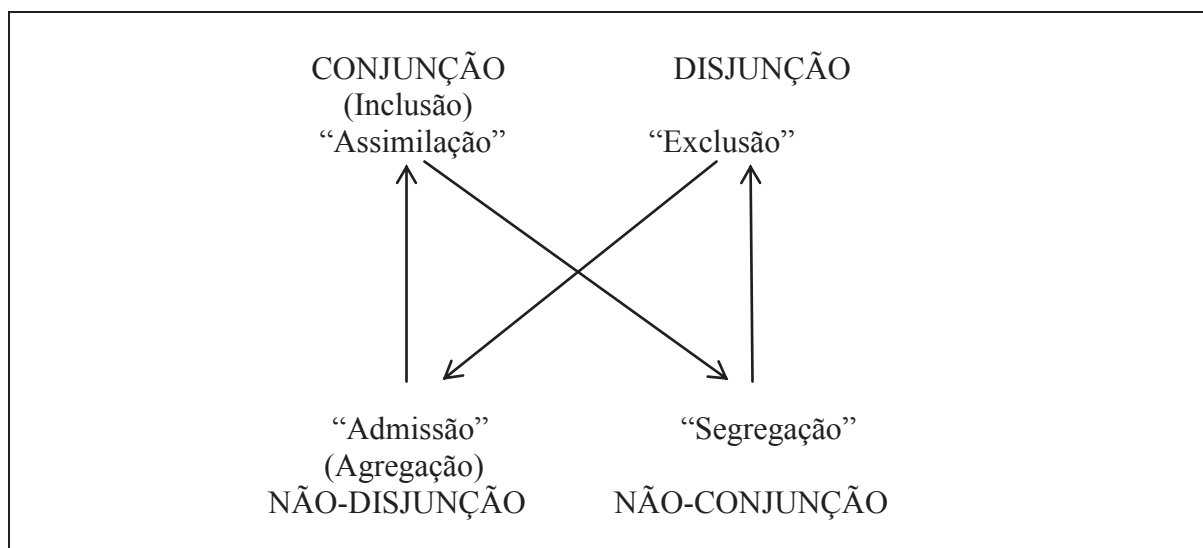 CONJUNÇÃO DISJUNÇÃO
(Inclusão)
“Assimilação” “Exclusão”
“Admissão” “Segregação”
(Agregação)
NÃO-DISJUNÇÃO NÃO-CONJUNÇÃO